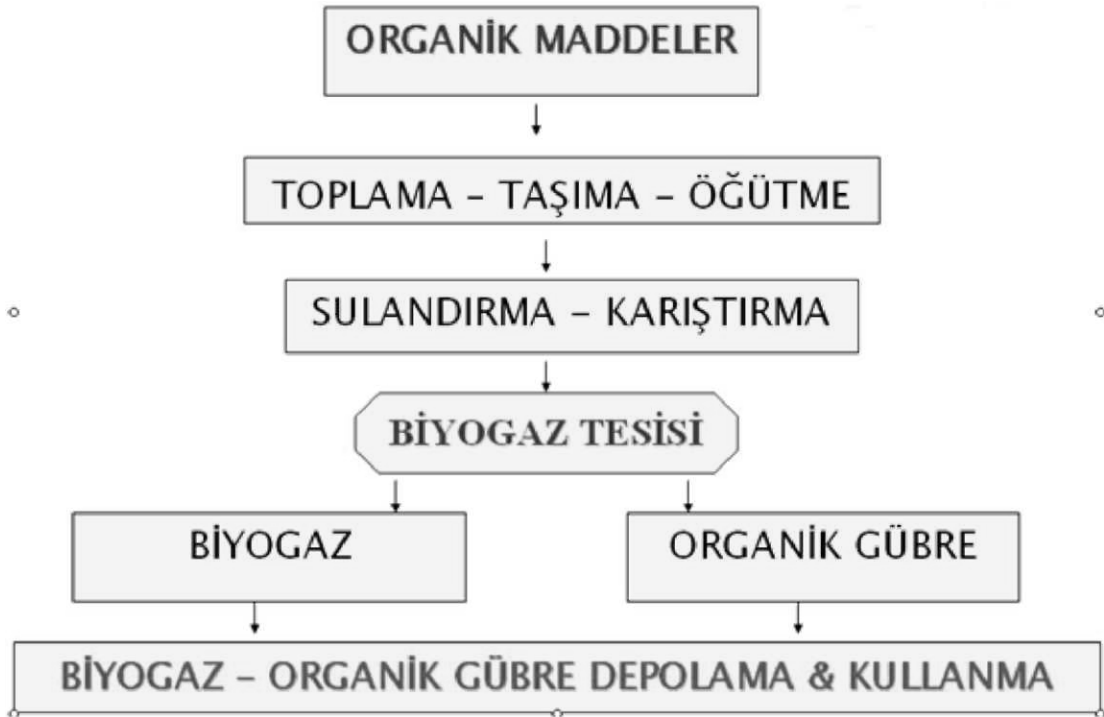 ORGANİK MADDELER
TOPLAMA – TAŞIMA – ÖĞÜTME
SULANDIRMA – KARIŞTIRMA
BİYOGAZ TESİSİ
BİYOGAZ
ORGANİK GÜBRE
BİYOGAZ – ORGANİK GÜBRE DEPOLAMA & KULLANMA